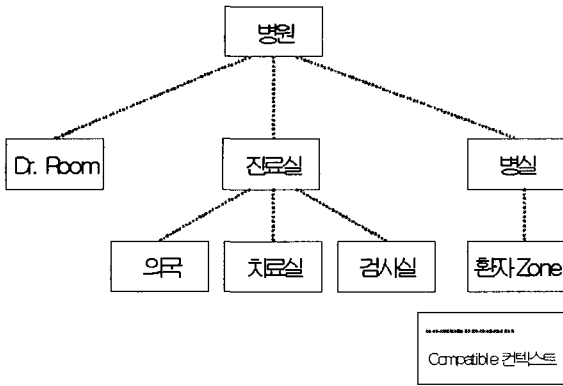 병원
Dr. Room
진료실
병실
의국
치료실
검사실
환자 Zone
Compatible 컨텍스트